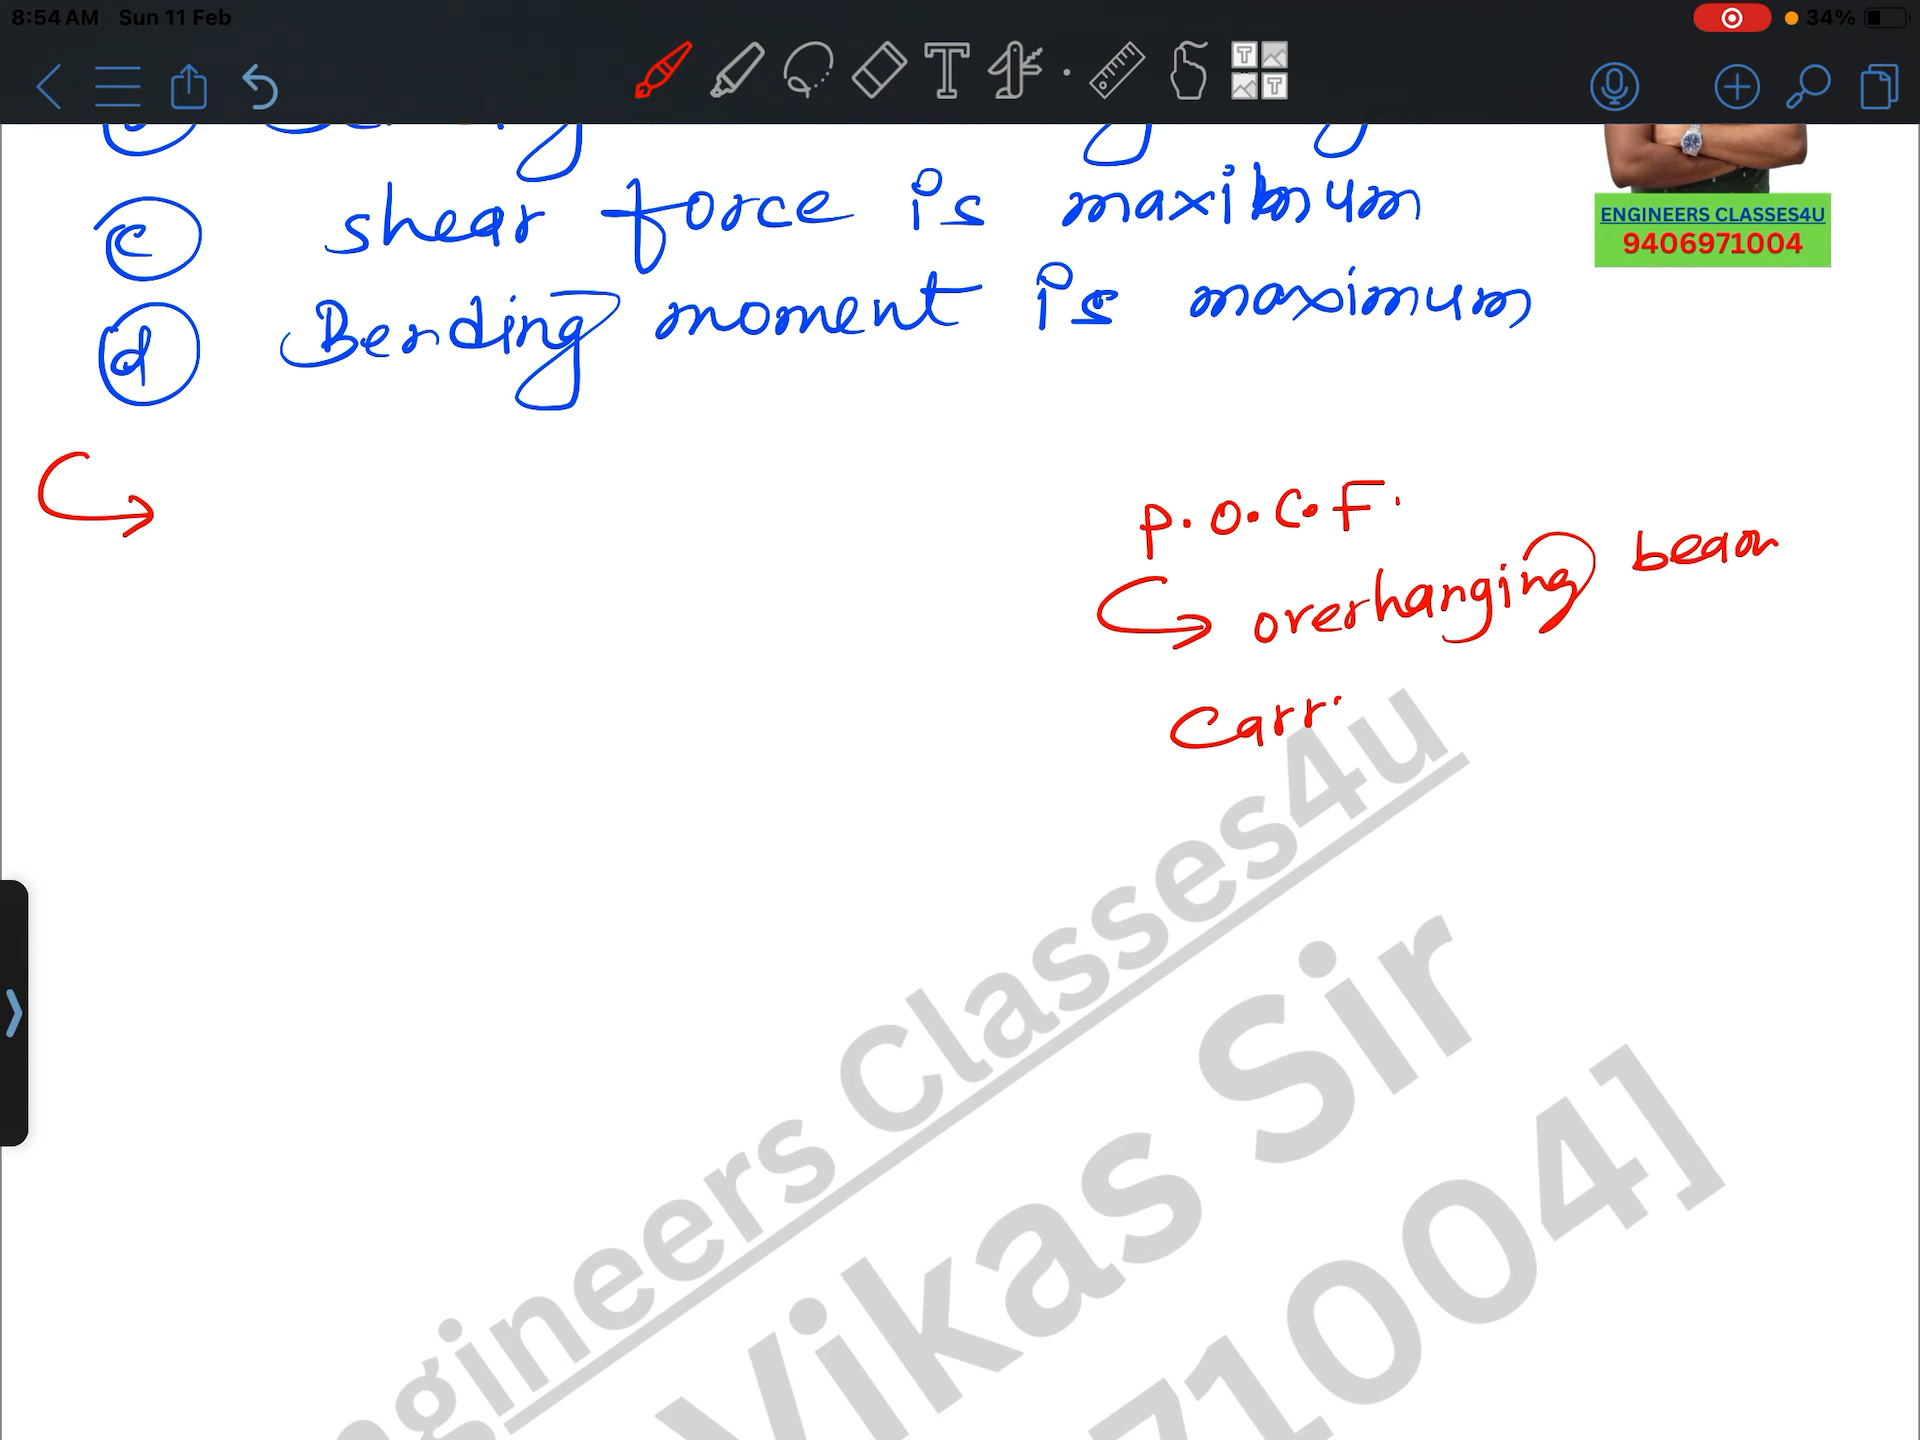 8:54 AM Sun 11 Feb
34%
c shear force is maximum
ENGINEERS CLASSES4U
9406971004
d Bending moment is maximum
P.O.C.F.
overhanging beam
Carr
Engineers Classes4u
Vikas Sir
71004]